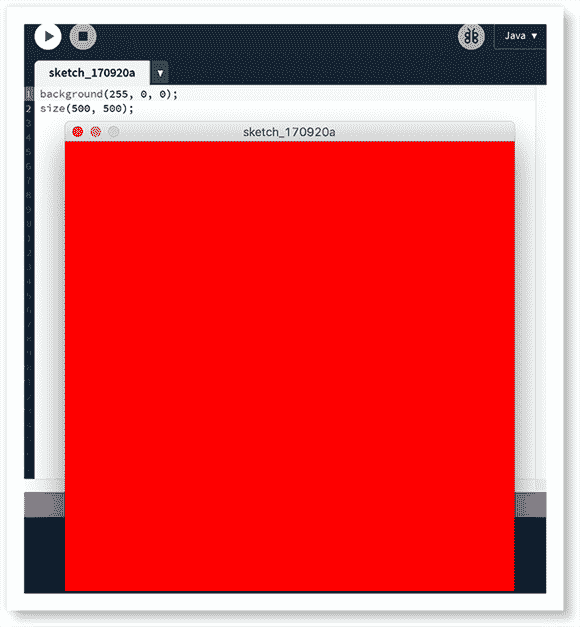 Java ▼
sketch_170920a ▼
1 background(255, 0, 0);
2 size(500, 500);
sketch_170920a